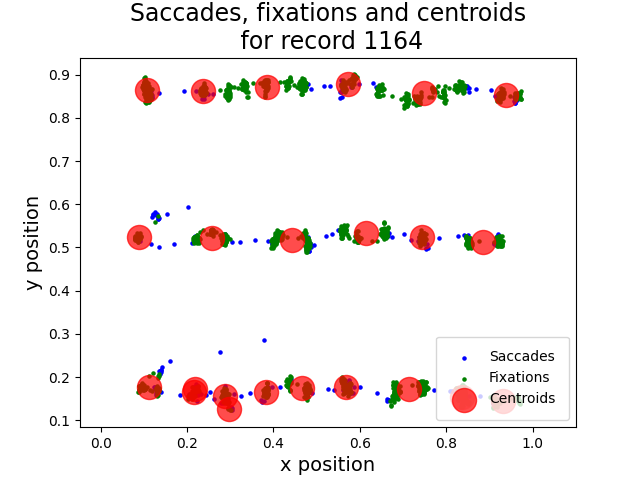 Saccades, fixations and centroids
for record 1164
y position
0.9
0.8
0.7
0.6
0.5
0.4
0.3
0.2
0.1
0.0 0.2 0.4 0.6 0.8 1.0
x position
Saccades
Fixations
Centroids